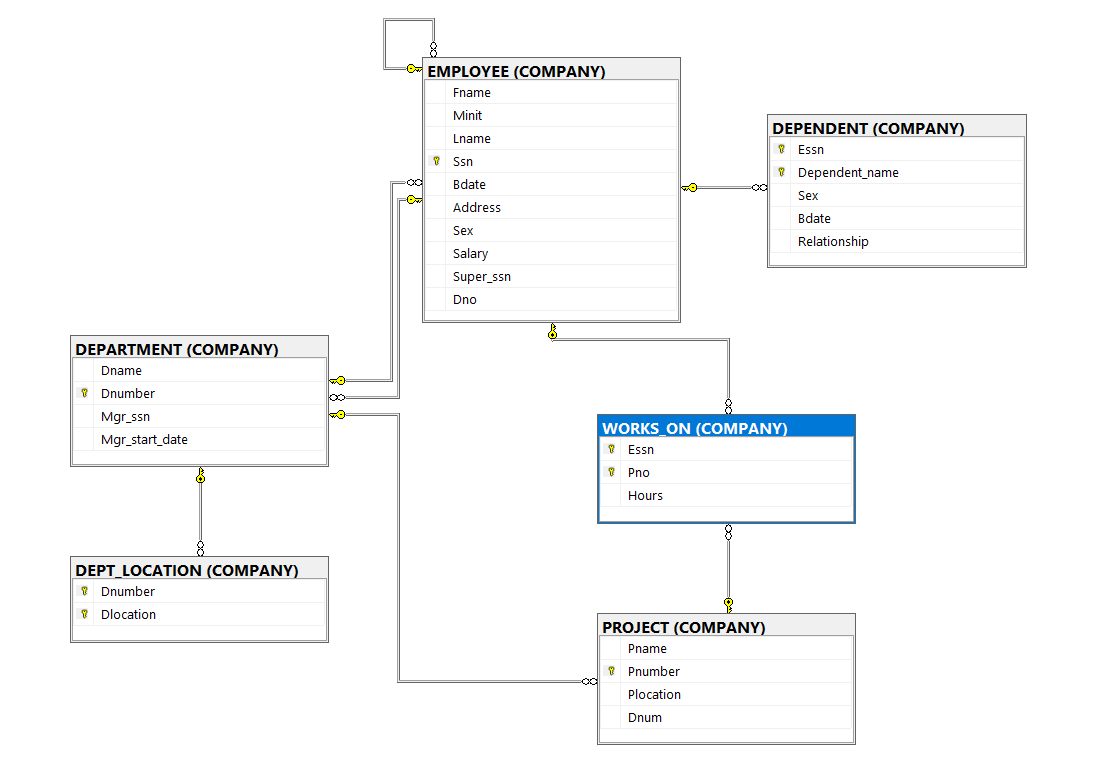 EMPLOYEE (COMPANY)
Fname
Minit
Lname
Ssn
Bdate
Address
Sex
Salary
Super_ssn
Dno
DEPENDENT (COMPANY)
Essn
Dependent_name
Sex
Bdate
Relationship
DEPARTMENT (COMPANY)
Dname
Dnumber
Mgr_ssn
Mgr_start_date
WORKS_ON (COMPANY)
Essn
Pno
Hours
DEPT_LOCATION (COMPANY)
Dnumber
Dlocation
PROJECT (COMPANY)
Pname
Pnumber
Plocation
Dnum